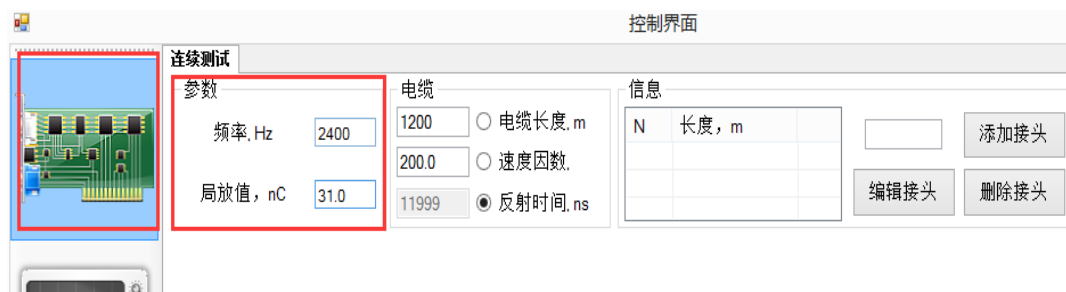 控制界面
连续测试
参数
频率, Hz 2400
局放值，nC 31.0
电缆
1200 电缆长度, m
200.0 速度因数,
11999 反射时间, ns
信息
N 长度，m
添加接头
编辑接头 删除接头